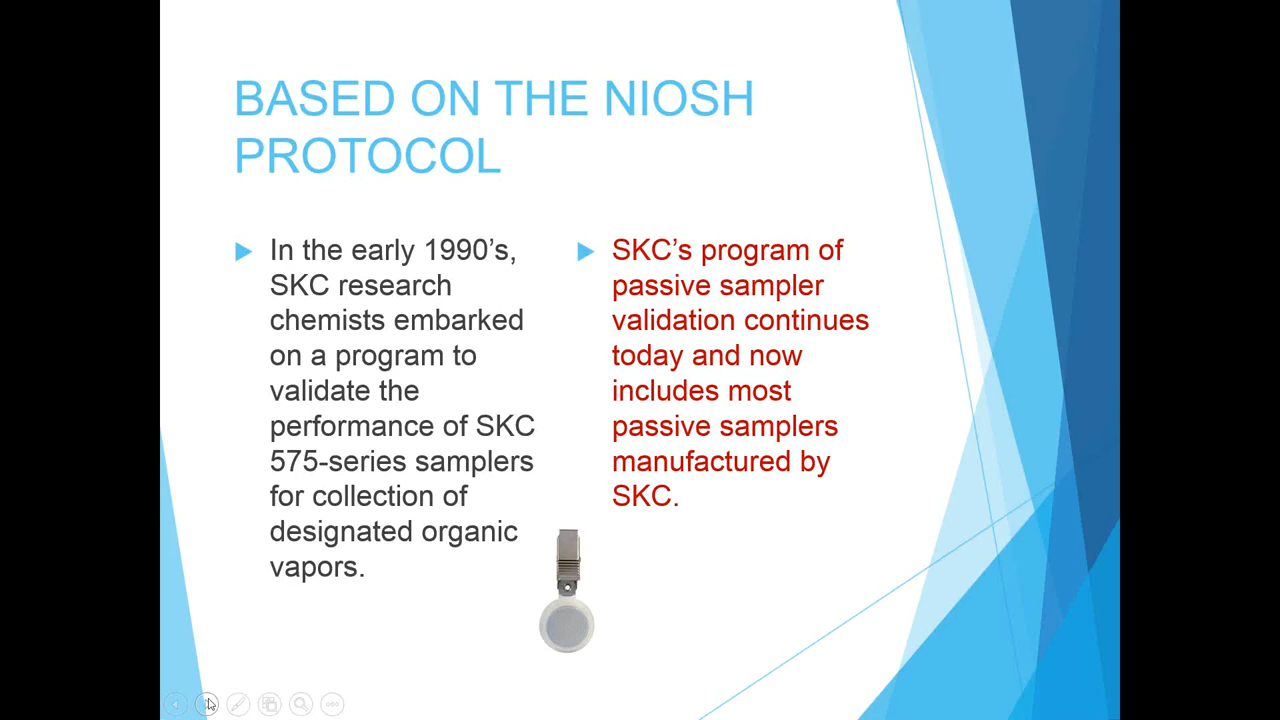 BASED ON THE NIOSH
PROTOCOL
In the early 1990's,
SKC research
chemists embarked
on a program to
validate the
performance of SKC
575-series samplers
for collection of
designated organic
vapors.
SKC’s program of
passive sampler
validation continues
today and now
includes most
passive samplers
manufactured by
SKC.